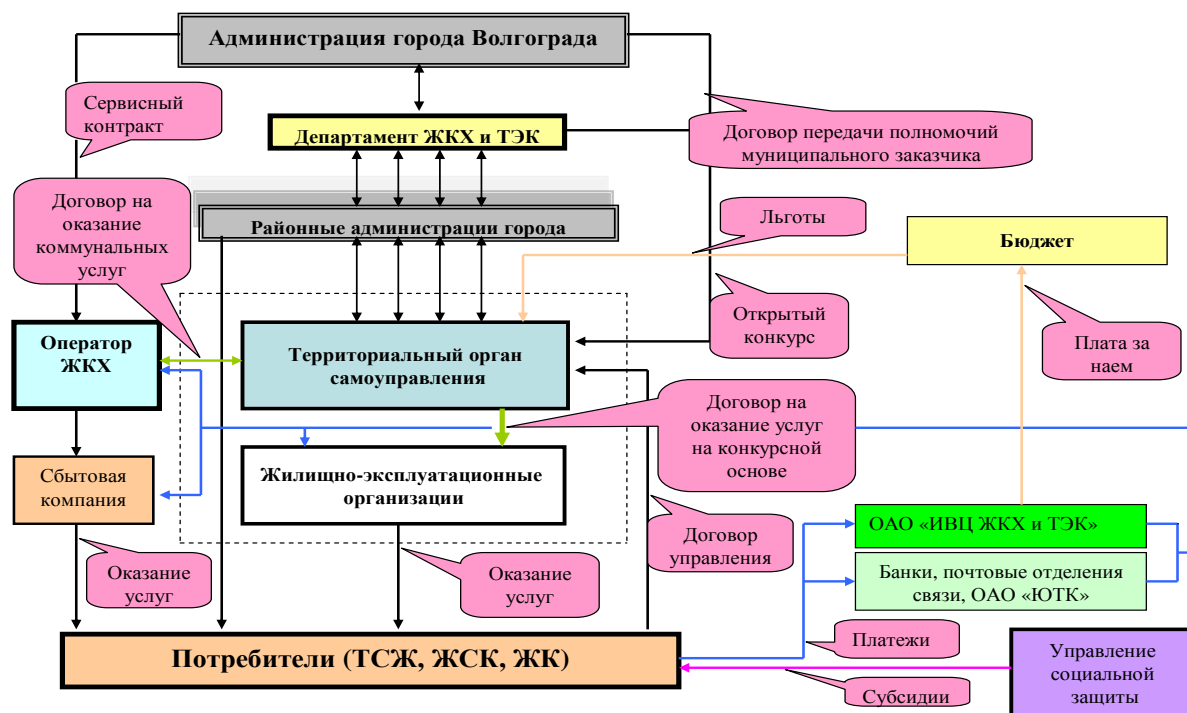 Администрация города Волгограда
Сервисный
контракт
Департамент ЖКХ и ТЭК
Договор передачи полномочий
муниципального заказчика
Договор на
оказание
коммунальных
услуг
Районные администрации города
Льготы
Бюджет
Открытый
конкурс
Плата за
наем
Оператор
ЖКХ
Территориальный орган
самоуправления
Договор на
оказание услуг
на конкурсной
основе
Сбытовая
компания
Жилищно-эксплуатационные
организации
Договор
управления
ОАО «ИВЦ ЖКХ и ТЭК»
Банки, почтовые отделения
связи, ОАО «ЮТК»
Оказание
услуг
Оказание
услуг
Потребители (ТСЖ, ЖСК, ЖК)
Платежи
Субсидии
Управление
социальной
защиты